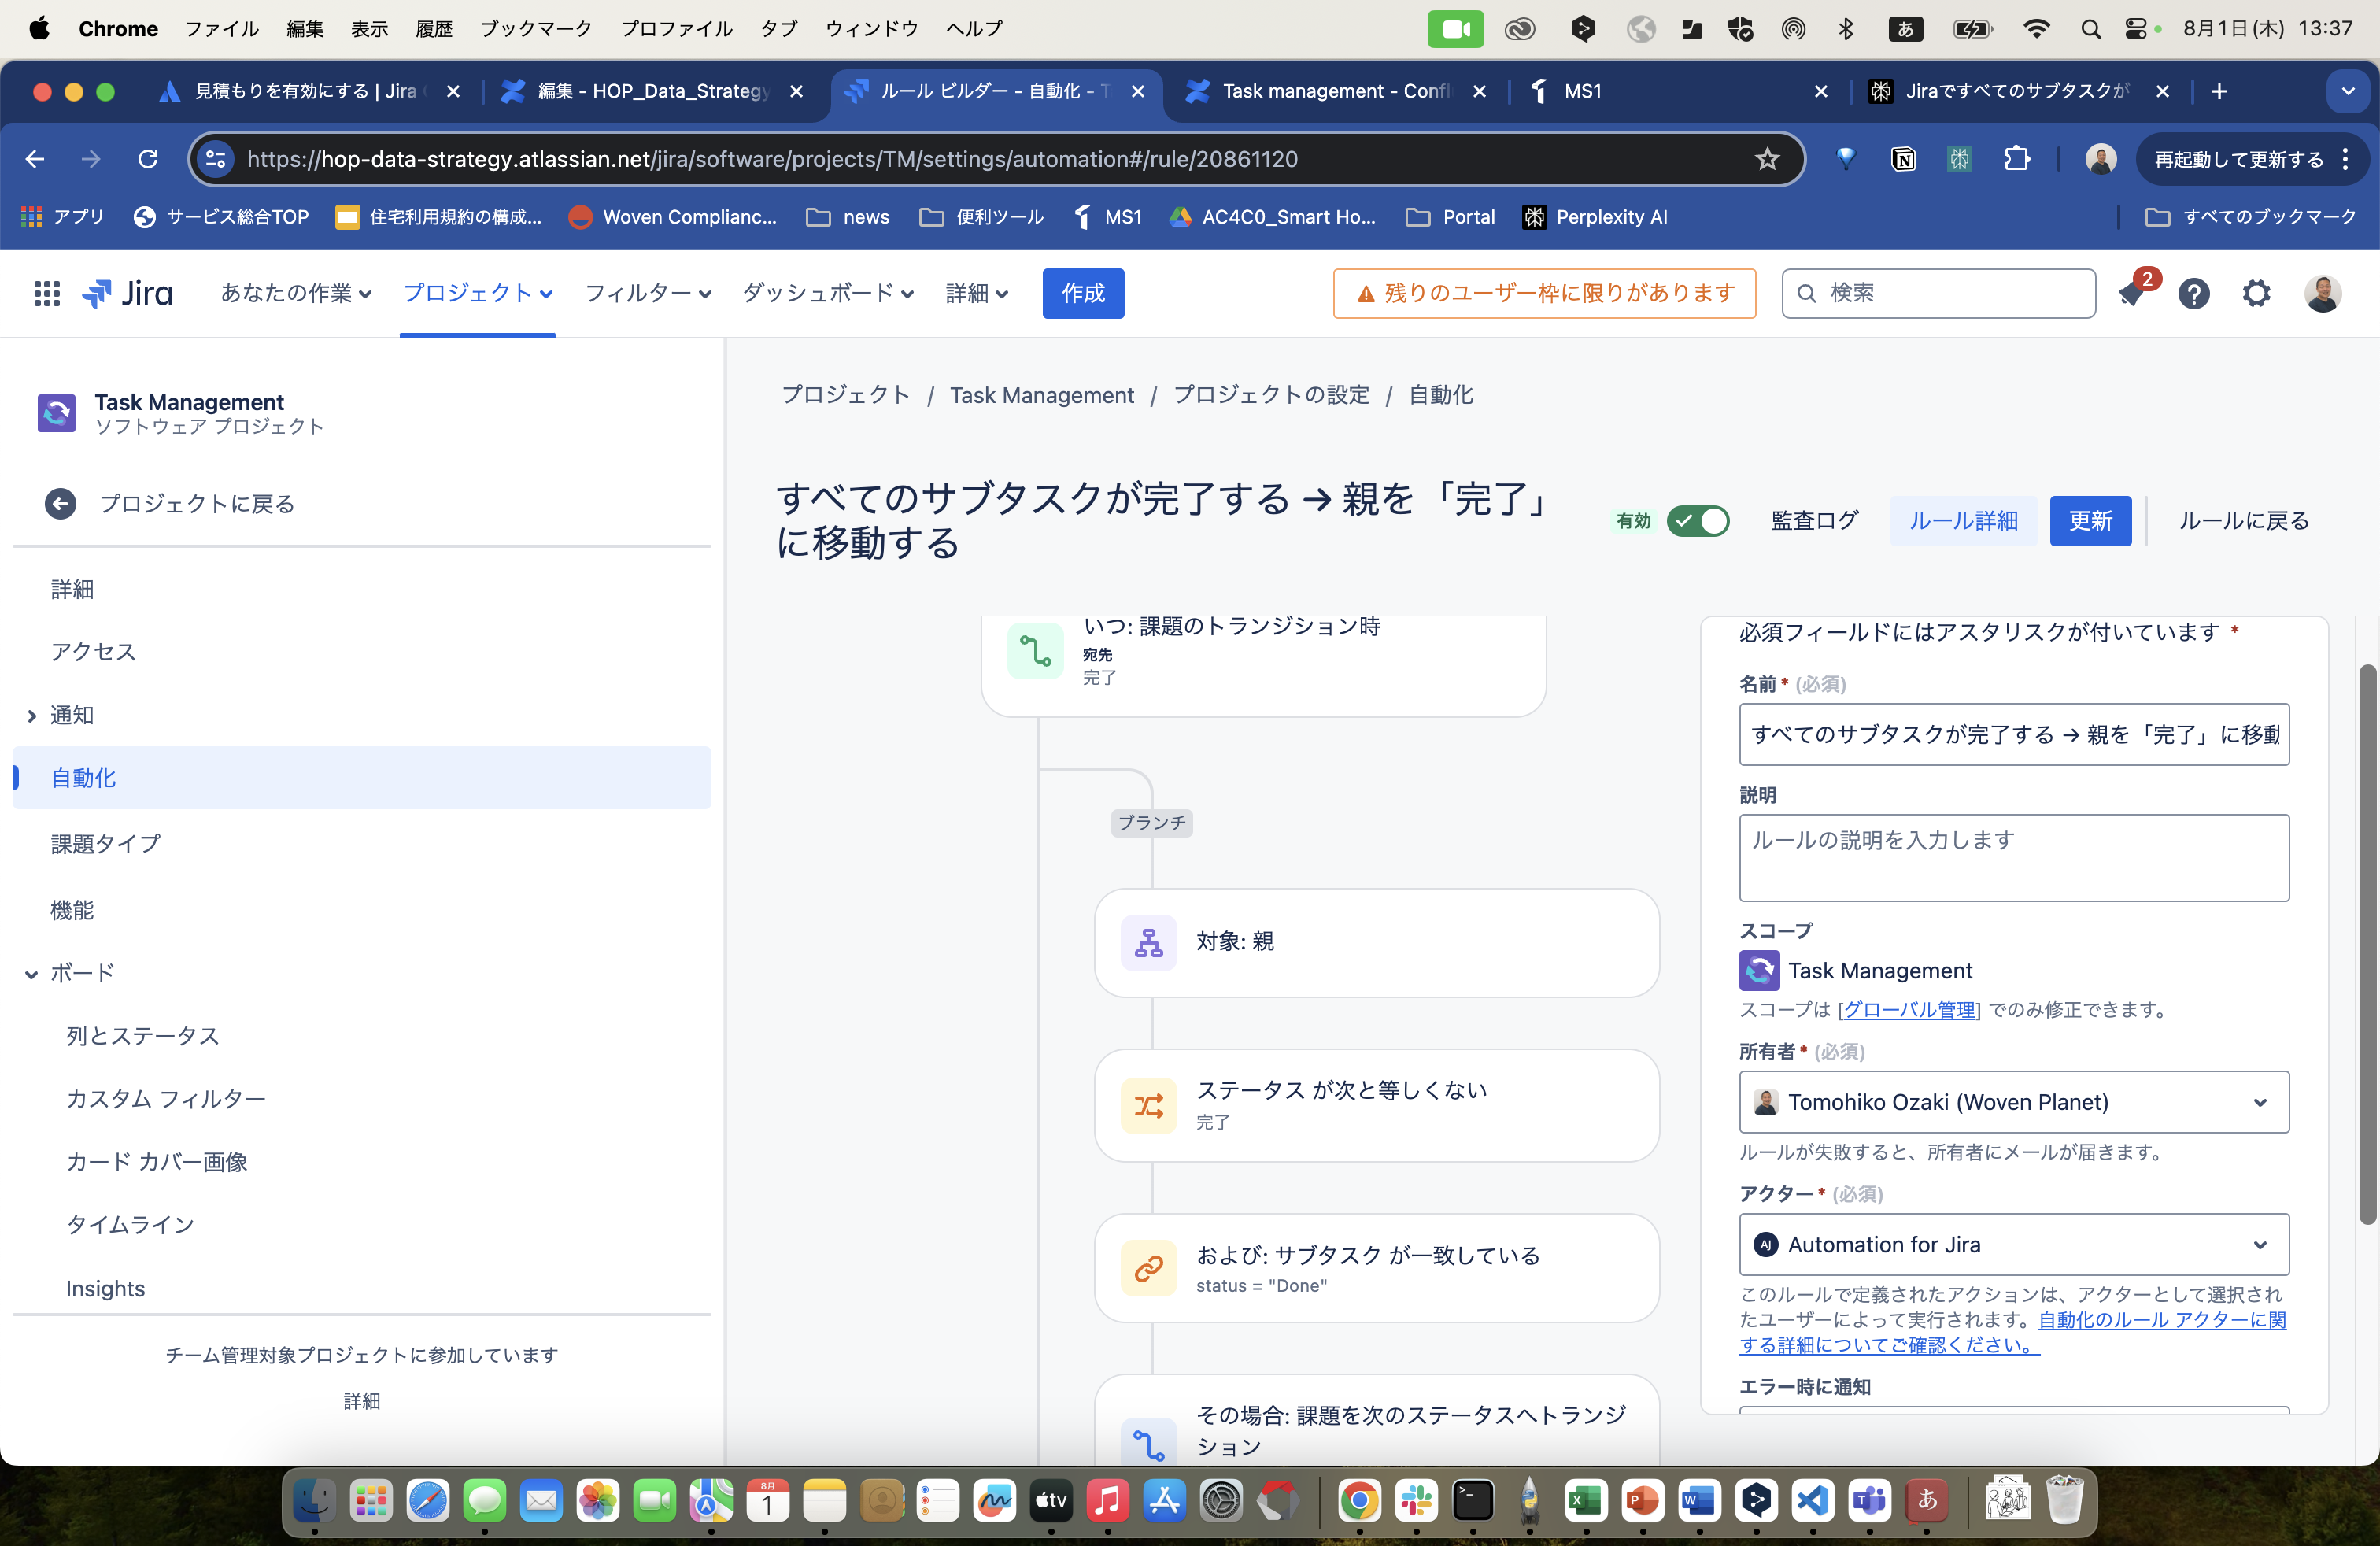 Chrome ファイル 編集 表示 履歴 ブックマーク プロファイル タブ ウィンドウ ヘルプ あ 8月1日(木) 13:37
見積もりを有効にする | Jira 編集 - HOP_Data_Strategy ルール ビルダー - 自動化 - T Task management - Confl MS1 Jiraですべてのサブタスクが
https://hop-data-strategy.atlassian.net/jira/software/projects/TM/settings/automation#/rule/20861120 再起動して更新する
アプリ サービス総合TOP 住宅利用規約の構成... Woven Complianc... news 便利ツール MS1 AC4C0_Smart Ho... Portal Perplexity AI すべてのブックマーク
Jira あなたの作業 プロジェクト フィルター ダッシュボード 詳細 作成 残りのユーザー枠に限りがあります 検索 2
Task Management
ソフトウェア プロジェクト
プロジェクトに戻る
詳細
アクセス
通知
自動化
課題タイプ
機能
ボード
列とステータス
カスタム フィルター
カード カバー画像
タイムライン
Insights
チーム管理対象プロジェクトに参加しています
詳細
プロジェクト / Task Management / プロジェクトの設定 / 自動化
すべてのサブタスクが完了する → 親を「完了」
に移動する
有効 監査ログ ルール詳細 更新 ルールに戻る
いつ: 課題のトランジション時
宛先
完了
ブランチ
対象: 親
ステータス が次と等しくない
完了
および: サブタスク が一致している
status = "Done"
その場合: 課題を次のステータスへトランジ
ション
必須フィールドにはアスタリスクが付いています *
名前 * (必須)
すべてのサブタスクが完了する → 親を「完了」に移動
説明
ルールの説明を入力します
スコープ
Task Management
スコープは [グローバル管理] でのみ修正できます。
所有者 * (必須)
Tomohiko Ozaki (Woven Planet)
ルールが失敗すると、所有者にメールが届きます。
アクター * (必須)
AJ Automation for Jira
このルールで定義されたアクションは、アクターとして選択され
たユーザーによって実行されます。自動化のルール アクターに関
する詳細についてご確認ください。
エラー時に通知
8月
1
tv
あ